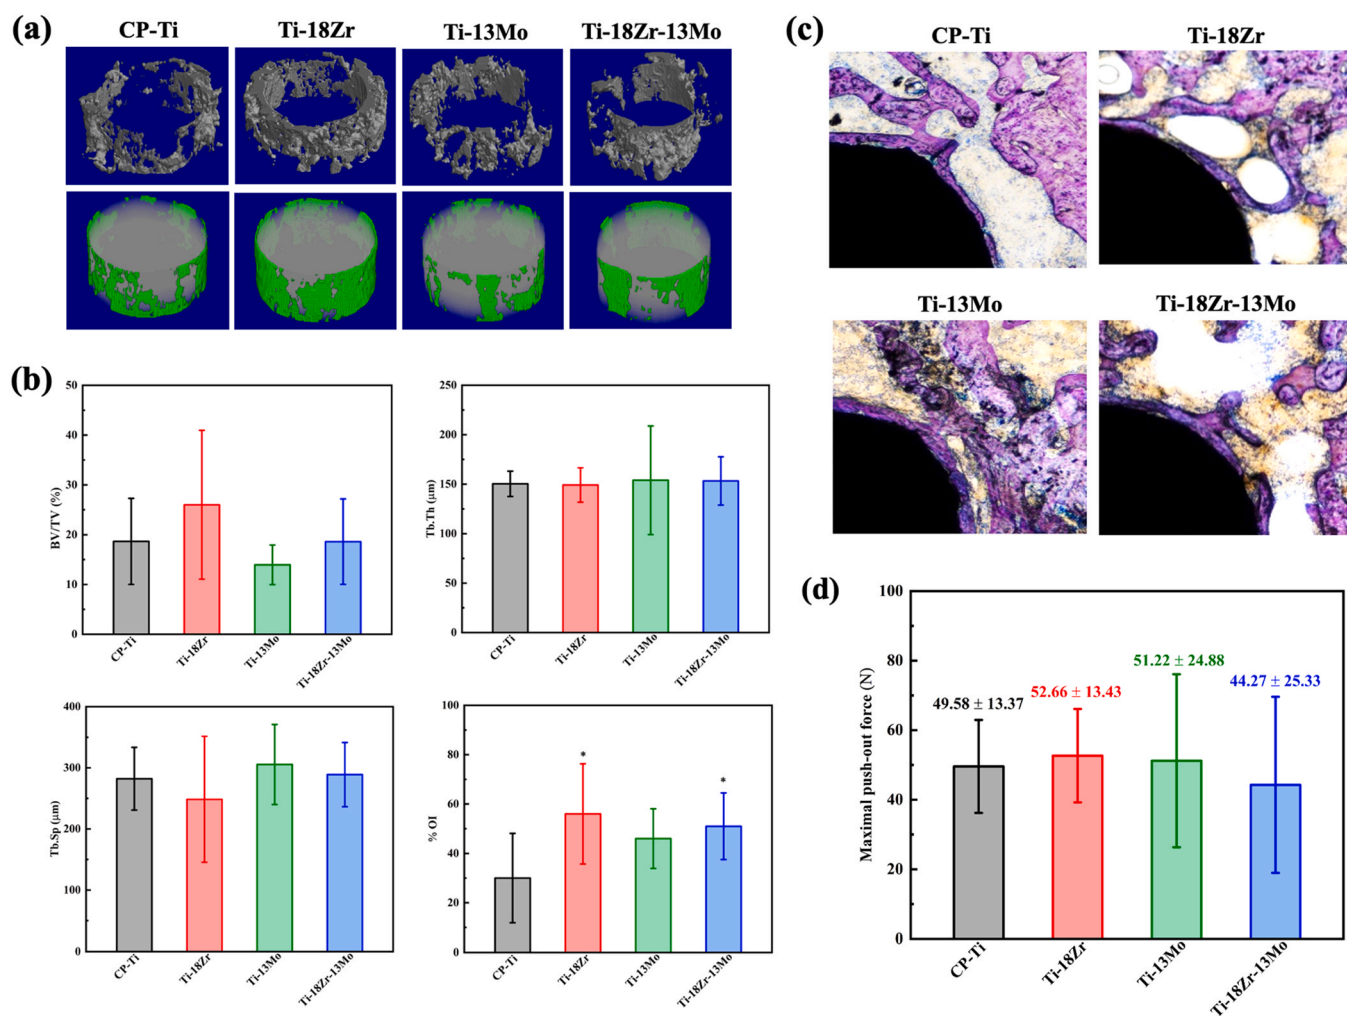 (a)
CP-Ti Ti-18Zr Ti-13Mo Ti-18Zr-13Mo
(b)
50
40
30
20
10
0
BV/TV (%)
CP-Ti
Ti-18Zr
Ti-13Mo
Ti-18Zr-13Mo
250
200
150
100
50
0
Tb.Th (μm)
CP-Ti
Ti-18Zr
Ti-13Mo
Ti-18Zr-13Mo
400
300
200
100
0
Tb.Sp (μm)
CP-Ti
Ti-18Zr
Ti-13Mo
Ti-18Zr-13Mo
100
80
60
40
20
0
% OI
*
*
CP-Ti
Ti-18Zr
Ti-13Mo
Ti-18Zr-13Mo
(c)
CP-Ti Ti-18Zr
Ti-13Mo Ti-18Zr-13Mo
(d)
100
80
60
40
20
0
Maximal push-out force (N)
49.58 ± 13.37
52.66 ± 13.43
51.22 ± 24.88
44.27 ± 25.33
CP-Ti
Ti-18Zr
Ti-13Mo
Ti-18Zr-13Mo